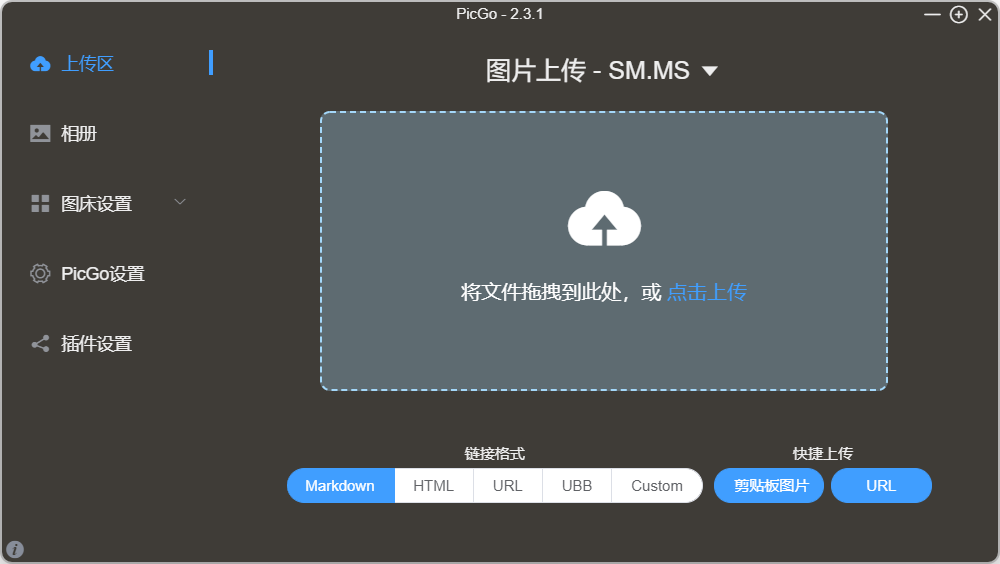 PicGo - 2.3.1
上传区
相册
图床设置
PicGo设置
插件设置
图片上传 - SM.MS
将文件拖拽到此处，或 点击上传
链接格式
Markdown HTML URL UBB Custom
快捷上传
剪贴板图片 URL